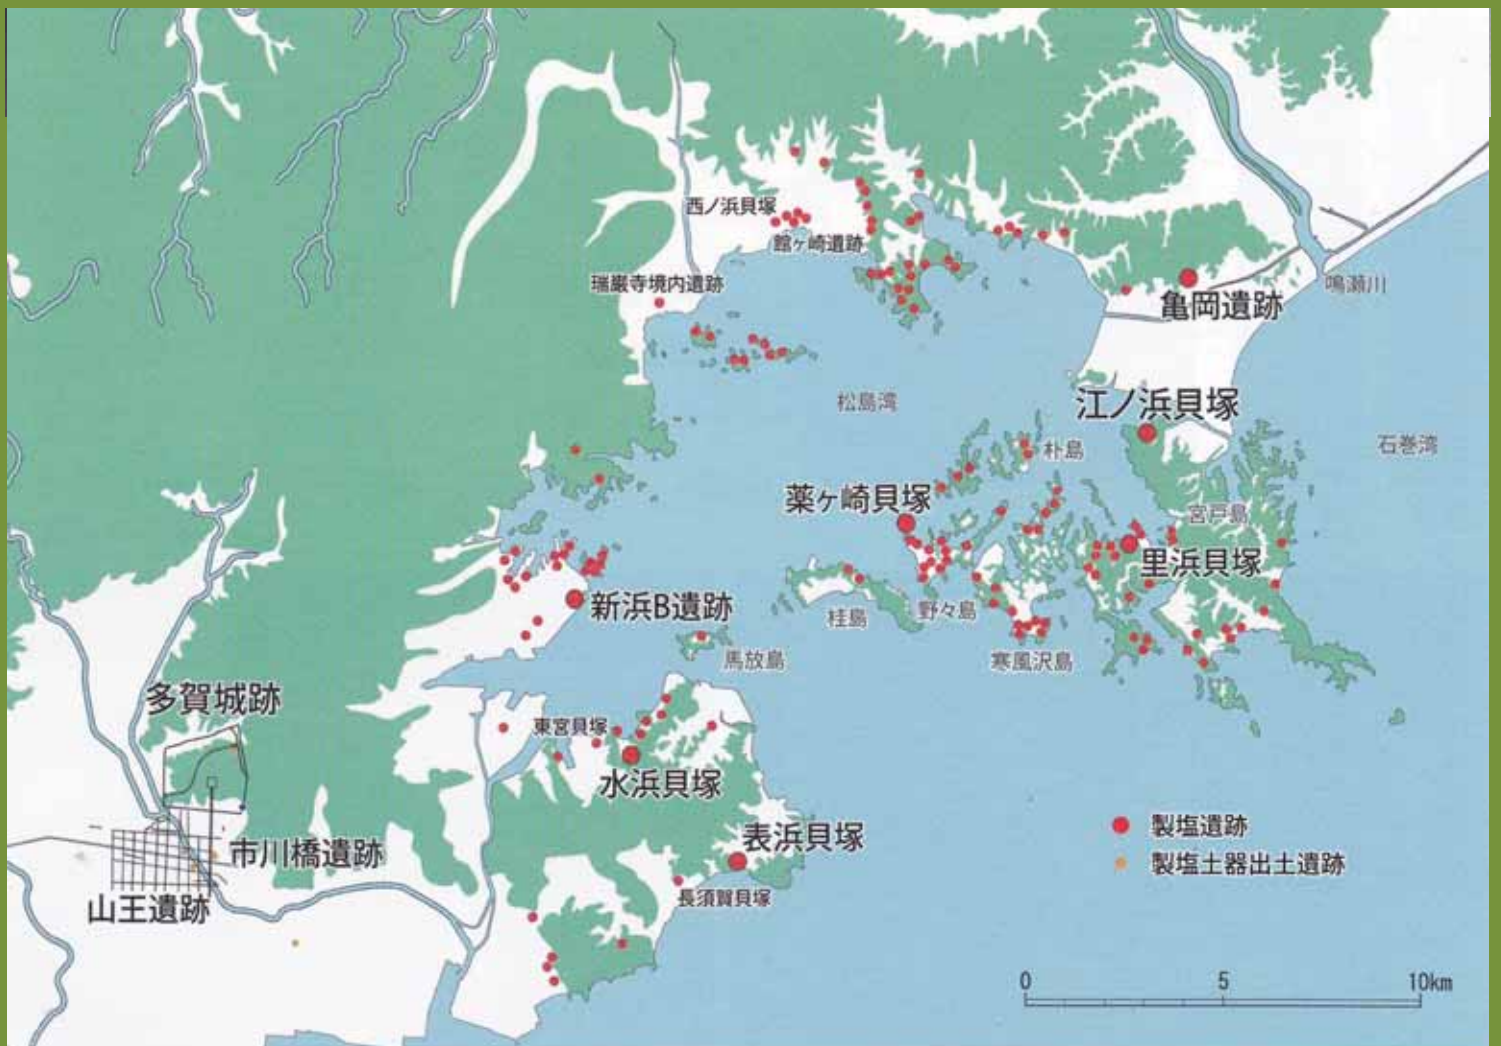 西ノ浜貝塚
館ヶ崎遺跡
瑞巌寺境内遺跡
亀岡遺跡
鳴瀬川
松島湾
江ノ浜貝塚
朴島
石巻湾
薬ヶ崎貝塚
宮戸島
里浜貝塚
新浜B遺跡
桂島
野々島
馬放島
寒風沢島
多賀城跡
東宮貝塚
水浜貝塚
表浜貝塚
市川橋遺跡
山王遺跡
長須賀貝塚
製塩遺跡
製塩土器出土遺跡
0 5 10km